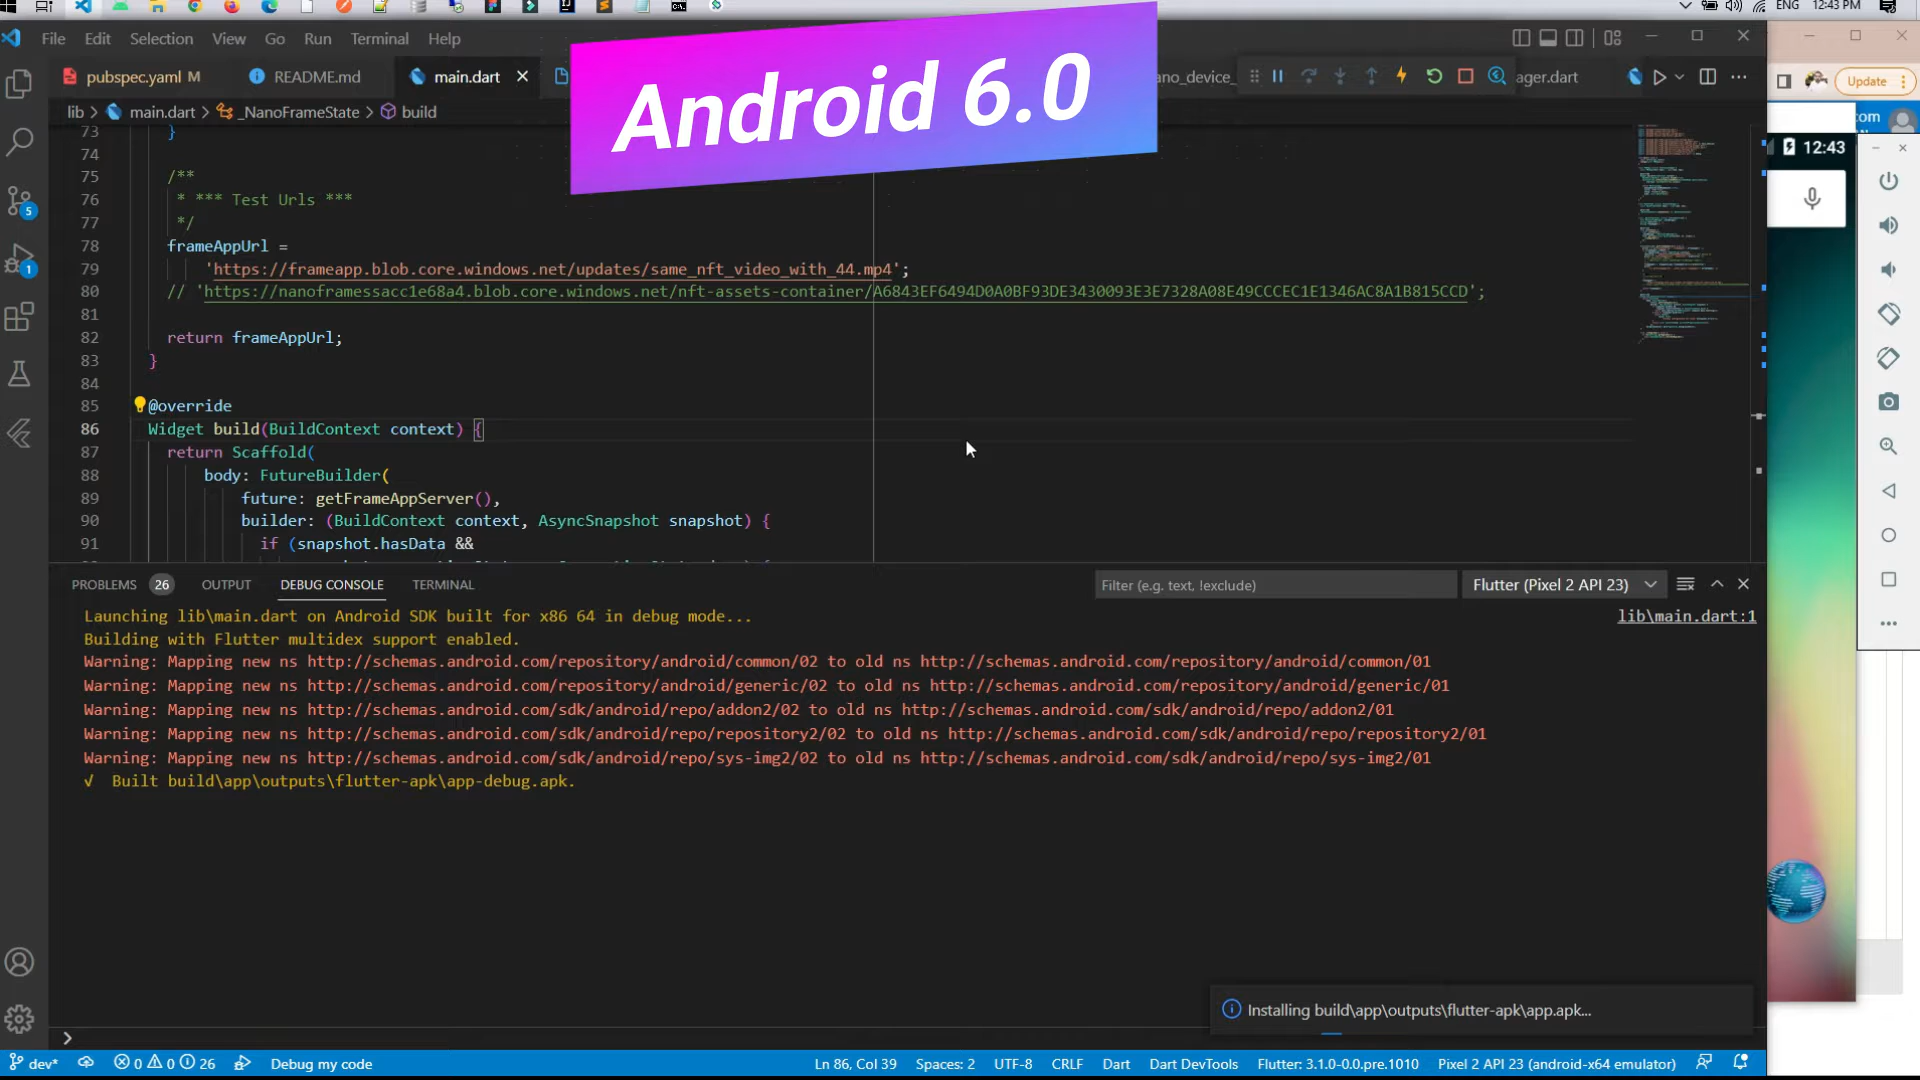 ENG 12:43 PM
File Edit Selection View Go Run Terminal Help
Android 6.0
pubspec.yaml M README.md main.dart ano_device_ ager.dart
Update
lib > main.dart > _NanoFrameState > build
com
12:43
73 }
74
75 /**
76 * *** Test Urls ***
77 */
78 frameAppUrl =
79 'https://frameapp.blob.core.windows.net/updates/same_nft_video_with_44.mp4';
80 // 'https://nanoframessacc1e68a4.blob.core.windows.net/nft-assets-container/A6843EF6494D0A0BF93DE3430093E3E7328A08E49CCCEC1E1346AC8A1B815CCD';
81
82 return frameAppUrl;
83 }
84
85 @override
86 Widget build(BuildContext context) {
87 return Scaffold(
88 body: FutureBuilder(
89 future: getFrameAppServer(),
90 builder: (BuildContext context, AsyncSnapshot snapshot) {
91 if (snapshot.hasData &&
5
1
PROBLEMS 26 OUTPUT DEBUG CONSOLE TERMINAL Filter (e.g. text, !exclude) Flutter (Pixel 2 API 23)
Launching lib\main.dart on Android SDK built for x86 64 in debug mode... lib\main.dart:1
Building with Flutter multidex support enabled.
Warning: Mapping new ns http://schemas.android.com/repository/android/common/02 to old ns http://schemas.android.com/repository/android/common/01
Warning: Mapping new ns http://schemas.android.com/repository/android/generic/02 to old ns http://schemas.android.com/repository/android/generic/01
Warning: Mapping new ns http://schemas.android.com/sdk/android/repo/addon2/02 to old ns http://schemas.android.com/sdk/android/repo/addon2/01
Warning: Mapping new ns http://schemas.android.com/sdk/android/repo/repository2/02 to old ns http://schemas.android.com/sdk/android/repo/repository2/01
Warning: Mapping new ns http://schemas.android.com/sdk/android/repo/sys-img2/02 to old ns http://schemas.android.com/sdk/android/repo/sys-img2/01
√ Built build\app\outputs\flutter-apk\app-debug.apk.
Installing build\app\outputs\flutter-apk\app.apk...
dev* 0 0 26 Debug my code Ln 86, Col 39 Spaces: 2 UTF-8 CRLF Dart Dart DevTools Flutter: 3.1.0-0.0.pre.1010 Pixel 2 API 23 (android-x64 emulator)